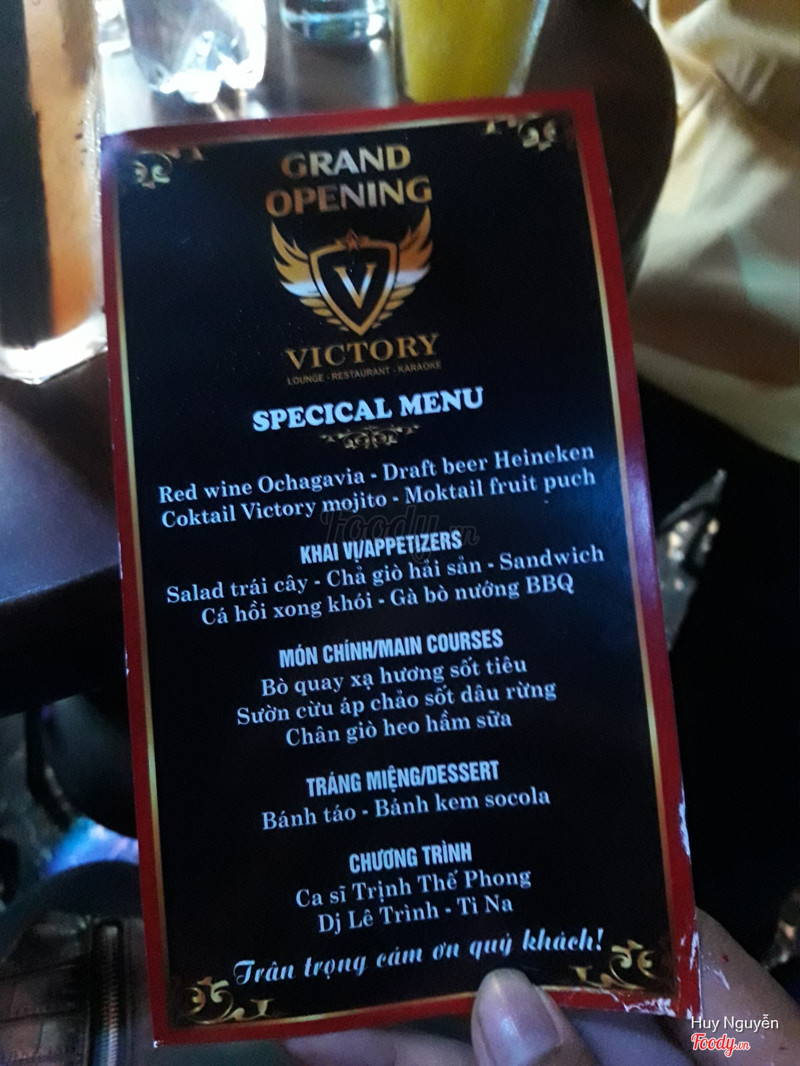 GRAND
OPENING
V
VICTORY
LOUNGE - RESTAURANT - KARAOKE
SPECICAL MENU
Red wine Ochagavia - Draft beer Heineken
Coktail Victory mojito - Moktail fruit puch
KHAI VỊ/APPETIZERS
Salad trái cây - Chả giò hải sản - Sandwich
Cá hồi xong khói - Gà bò nướng BBQ
MÓN CHÍNH/MAIN COURSES
Bò quay xạ hương sốt tiêu
Sườn cừu áp chảo sốt dâu rừng
Chân giò heo hầm sữa
TRÁNG MIỆNG/DESSERT
Bánh táo - Bánh kem socola
CHƯƠNG TRÌNH
Ca sĩ Trịnh Thế Phong
Dj Lê Trình - Ti Na
Trân trọng cám ơn quý khách!
Foody.vn
Huy Nguyễn
Foody.vn